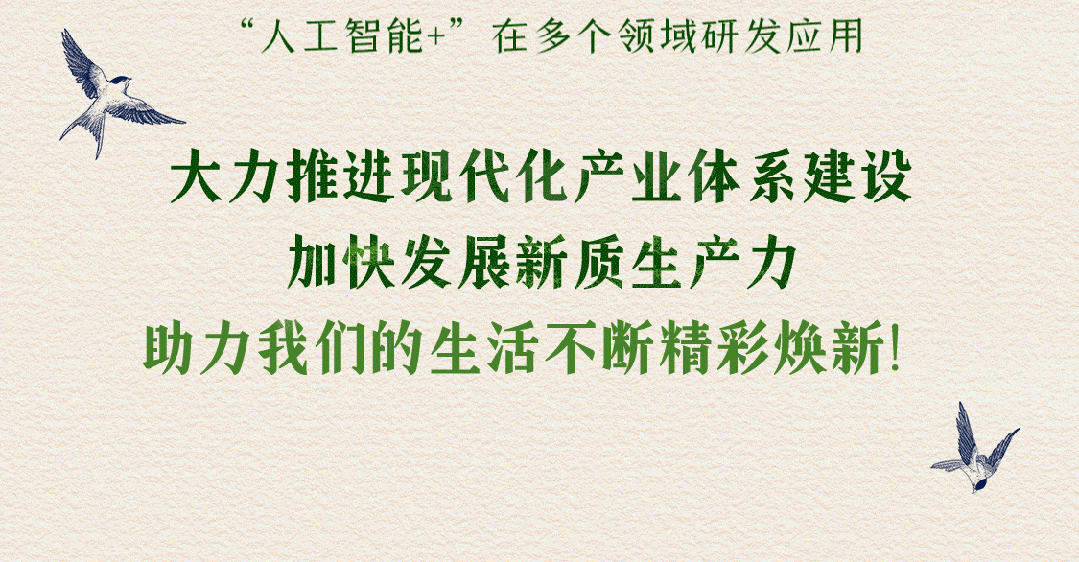 “人工智能+”在多个领域研发应用
大力推进现代化产业体系建设
加快发展新质生产力
助力我们的生活不断精彩焕新！